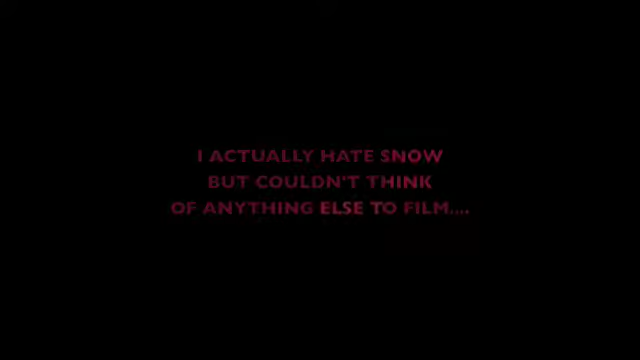 I ACTUALLY HATE SNOW
BUT COULDN'T THINK
OF ANYTHING ELSE TO FILM....